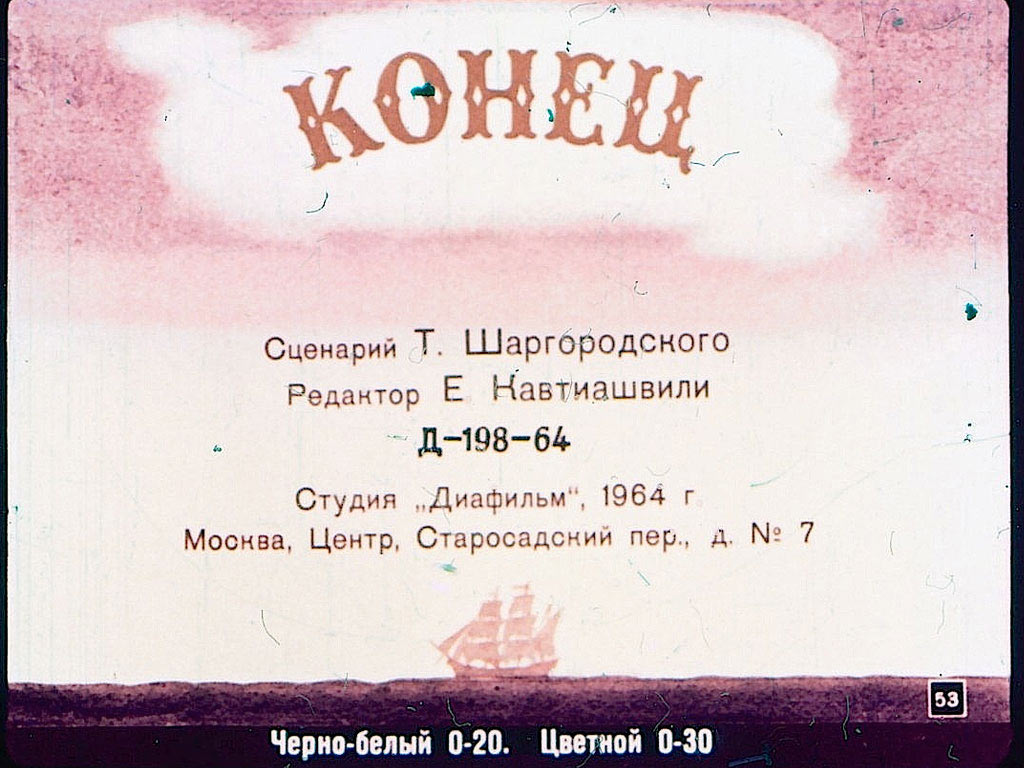 КОНЕЦ
Сценарий Т. Шаргородского
Редактор Е. Кавтиашвили
Д-198-64
Студия „Диафильм“, 1964 г
Москва, Центр, Старосадский пер., д. № 7
53
Черно-белый 0-20. Цветной 0-30